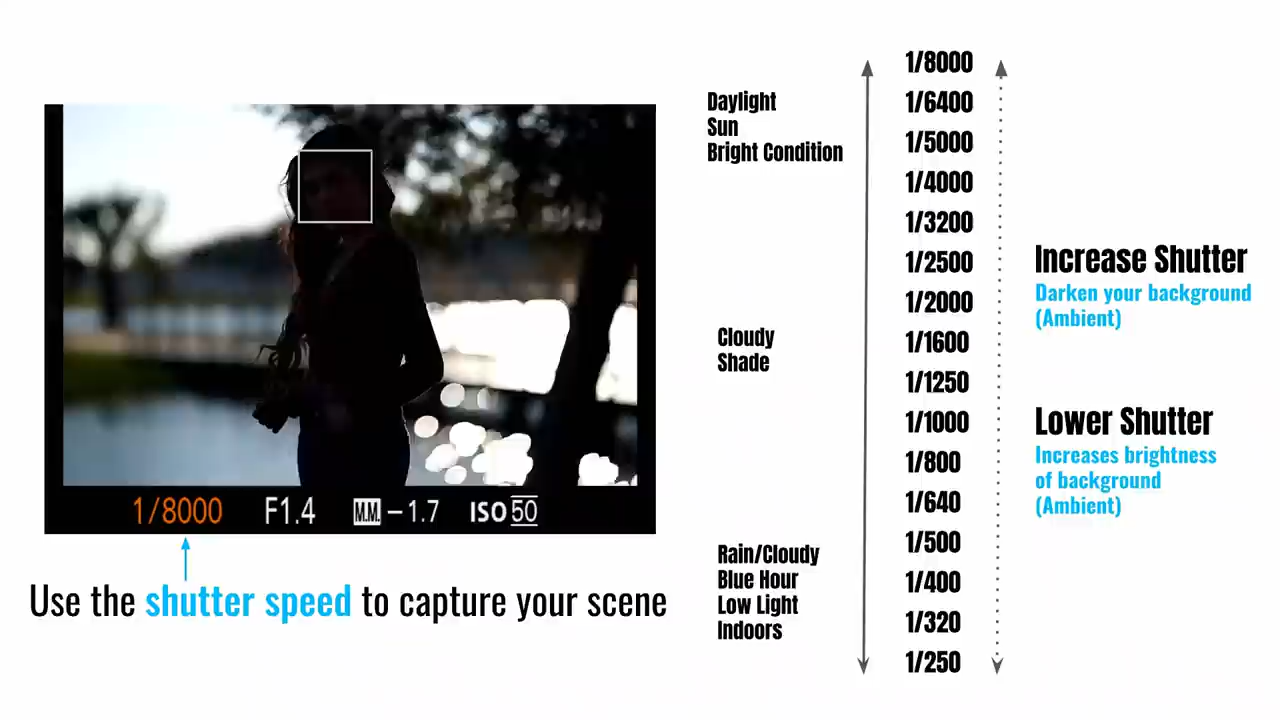 1/8000 F1.4 M.M. -1.7 ISO 50
Use the shutter speed to capture your scene
Daylight
Sun
Bright Condition
Cloudy
Shade
Rain/Cloudy
Blue Hour
Low Light
Indoors
1/8000
1/6400
1/5000
1/4000
1/3200
1/2500
1/2000
1/1600
1/1250
1/1000
1/800
1/640
1/500
1/400
1/320
1/250
Increase Shutter
Darken your background
(Ambient)
Lower Shutter
Increases brightness
of background
(Ambient)